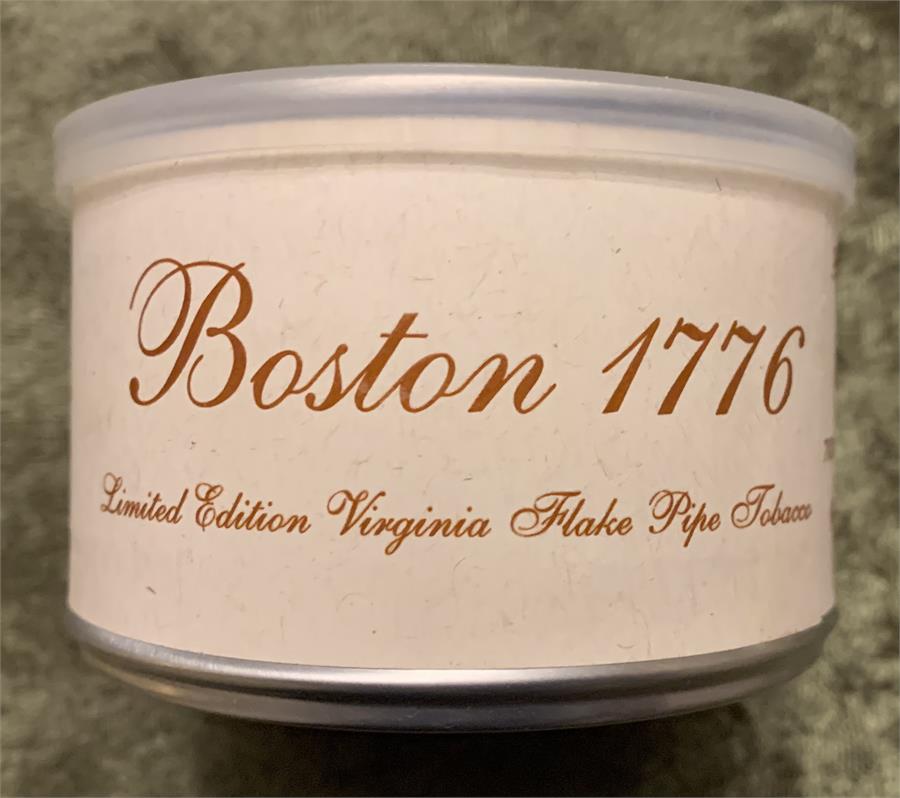 Boston 1776
Limited Edition Virginia Flake Pipe Tobacco